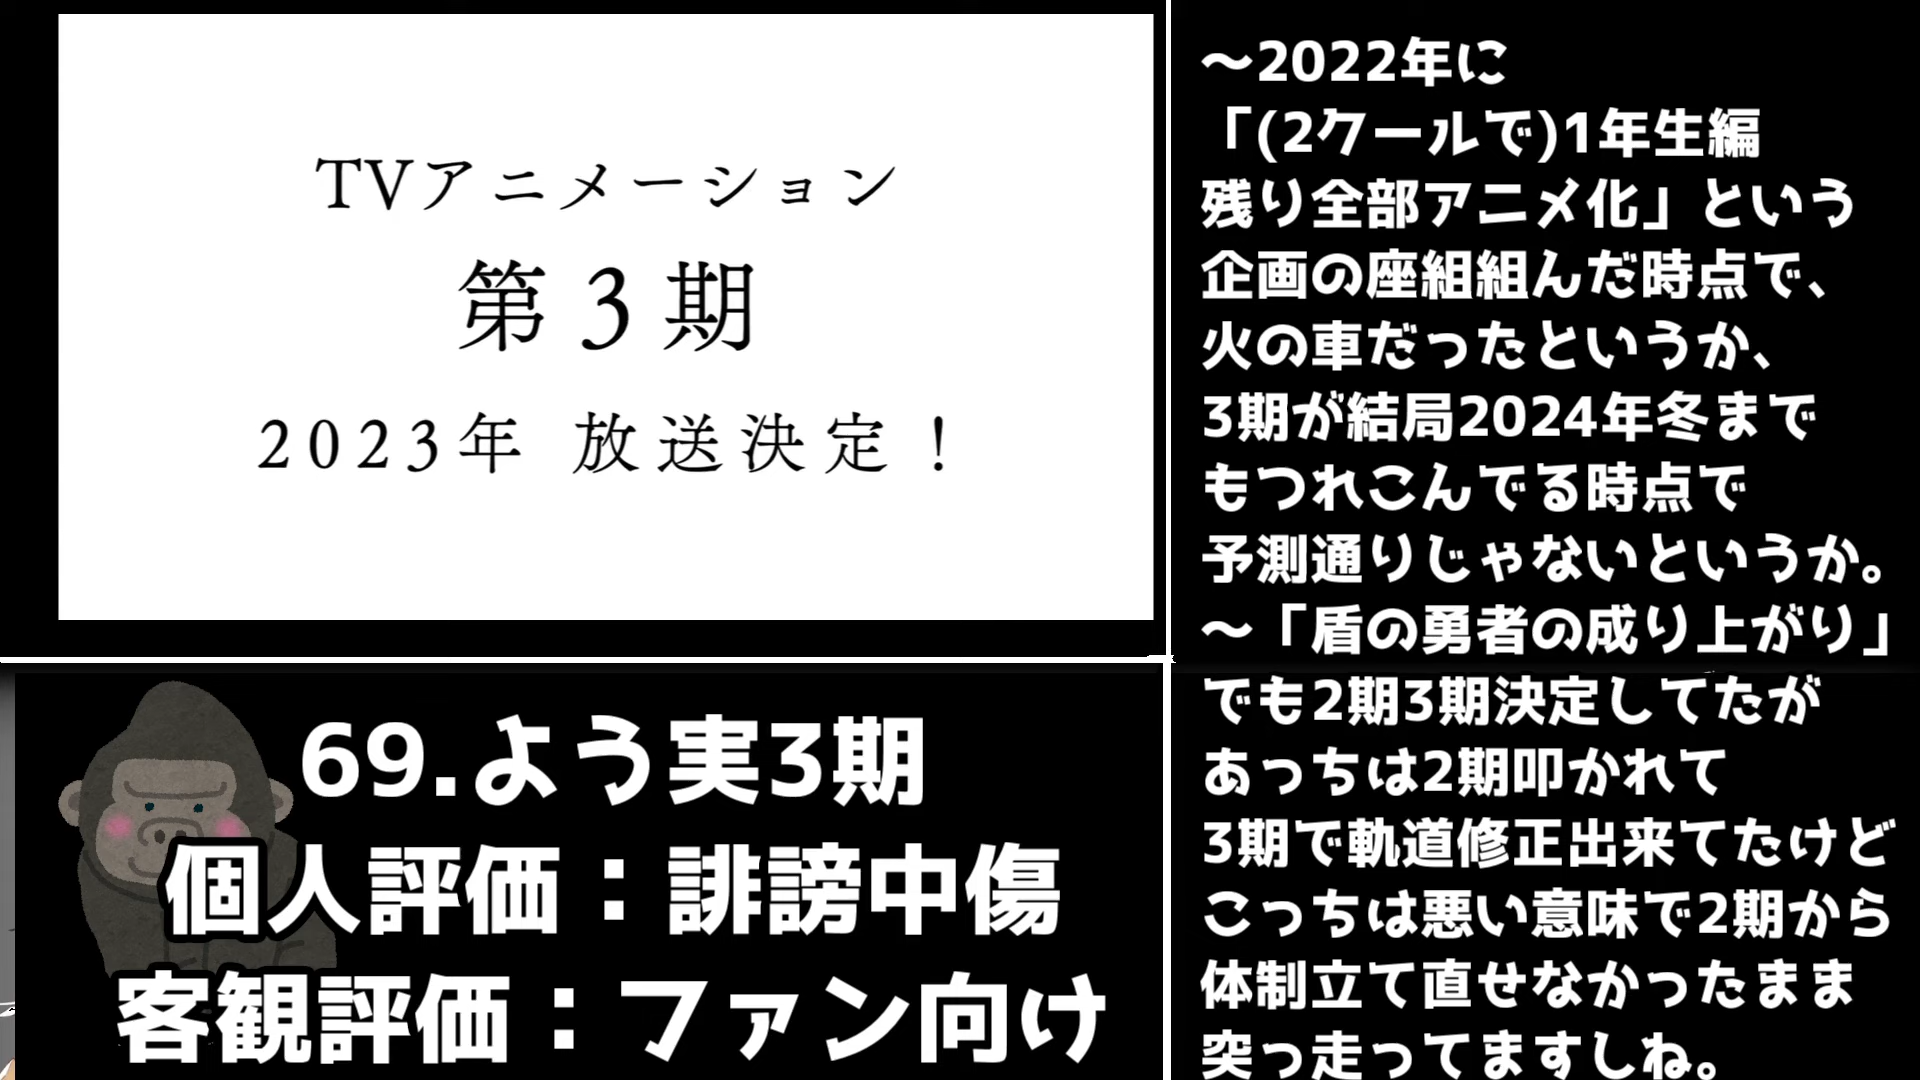 TVアニメーション
第3期
2023年 放送決定！
～2022年に
「(2クールで)1年生編
残り全部アニメ化」という
企画の座組組んだ時点で、
火の車だったというか、
3期が結局2024年冬まで
もつれこんでる時点で
予測通りじゃないというか。
～「盾の勇者の成り上がり」
でも2期3期決定してたが
あっちは2期叩かれて
3期で軌道修正出来てたけど
こっちは悪い意味で2期から
体制立て直せなかったまま
突っ走ってますしね。
69.よう実3期
個人評価：誹謗中傷
客観評価：ファン向け